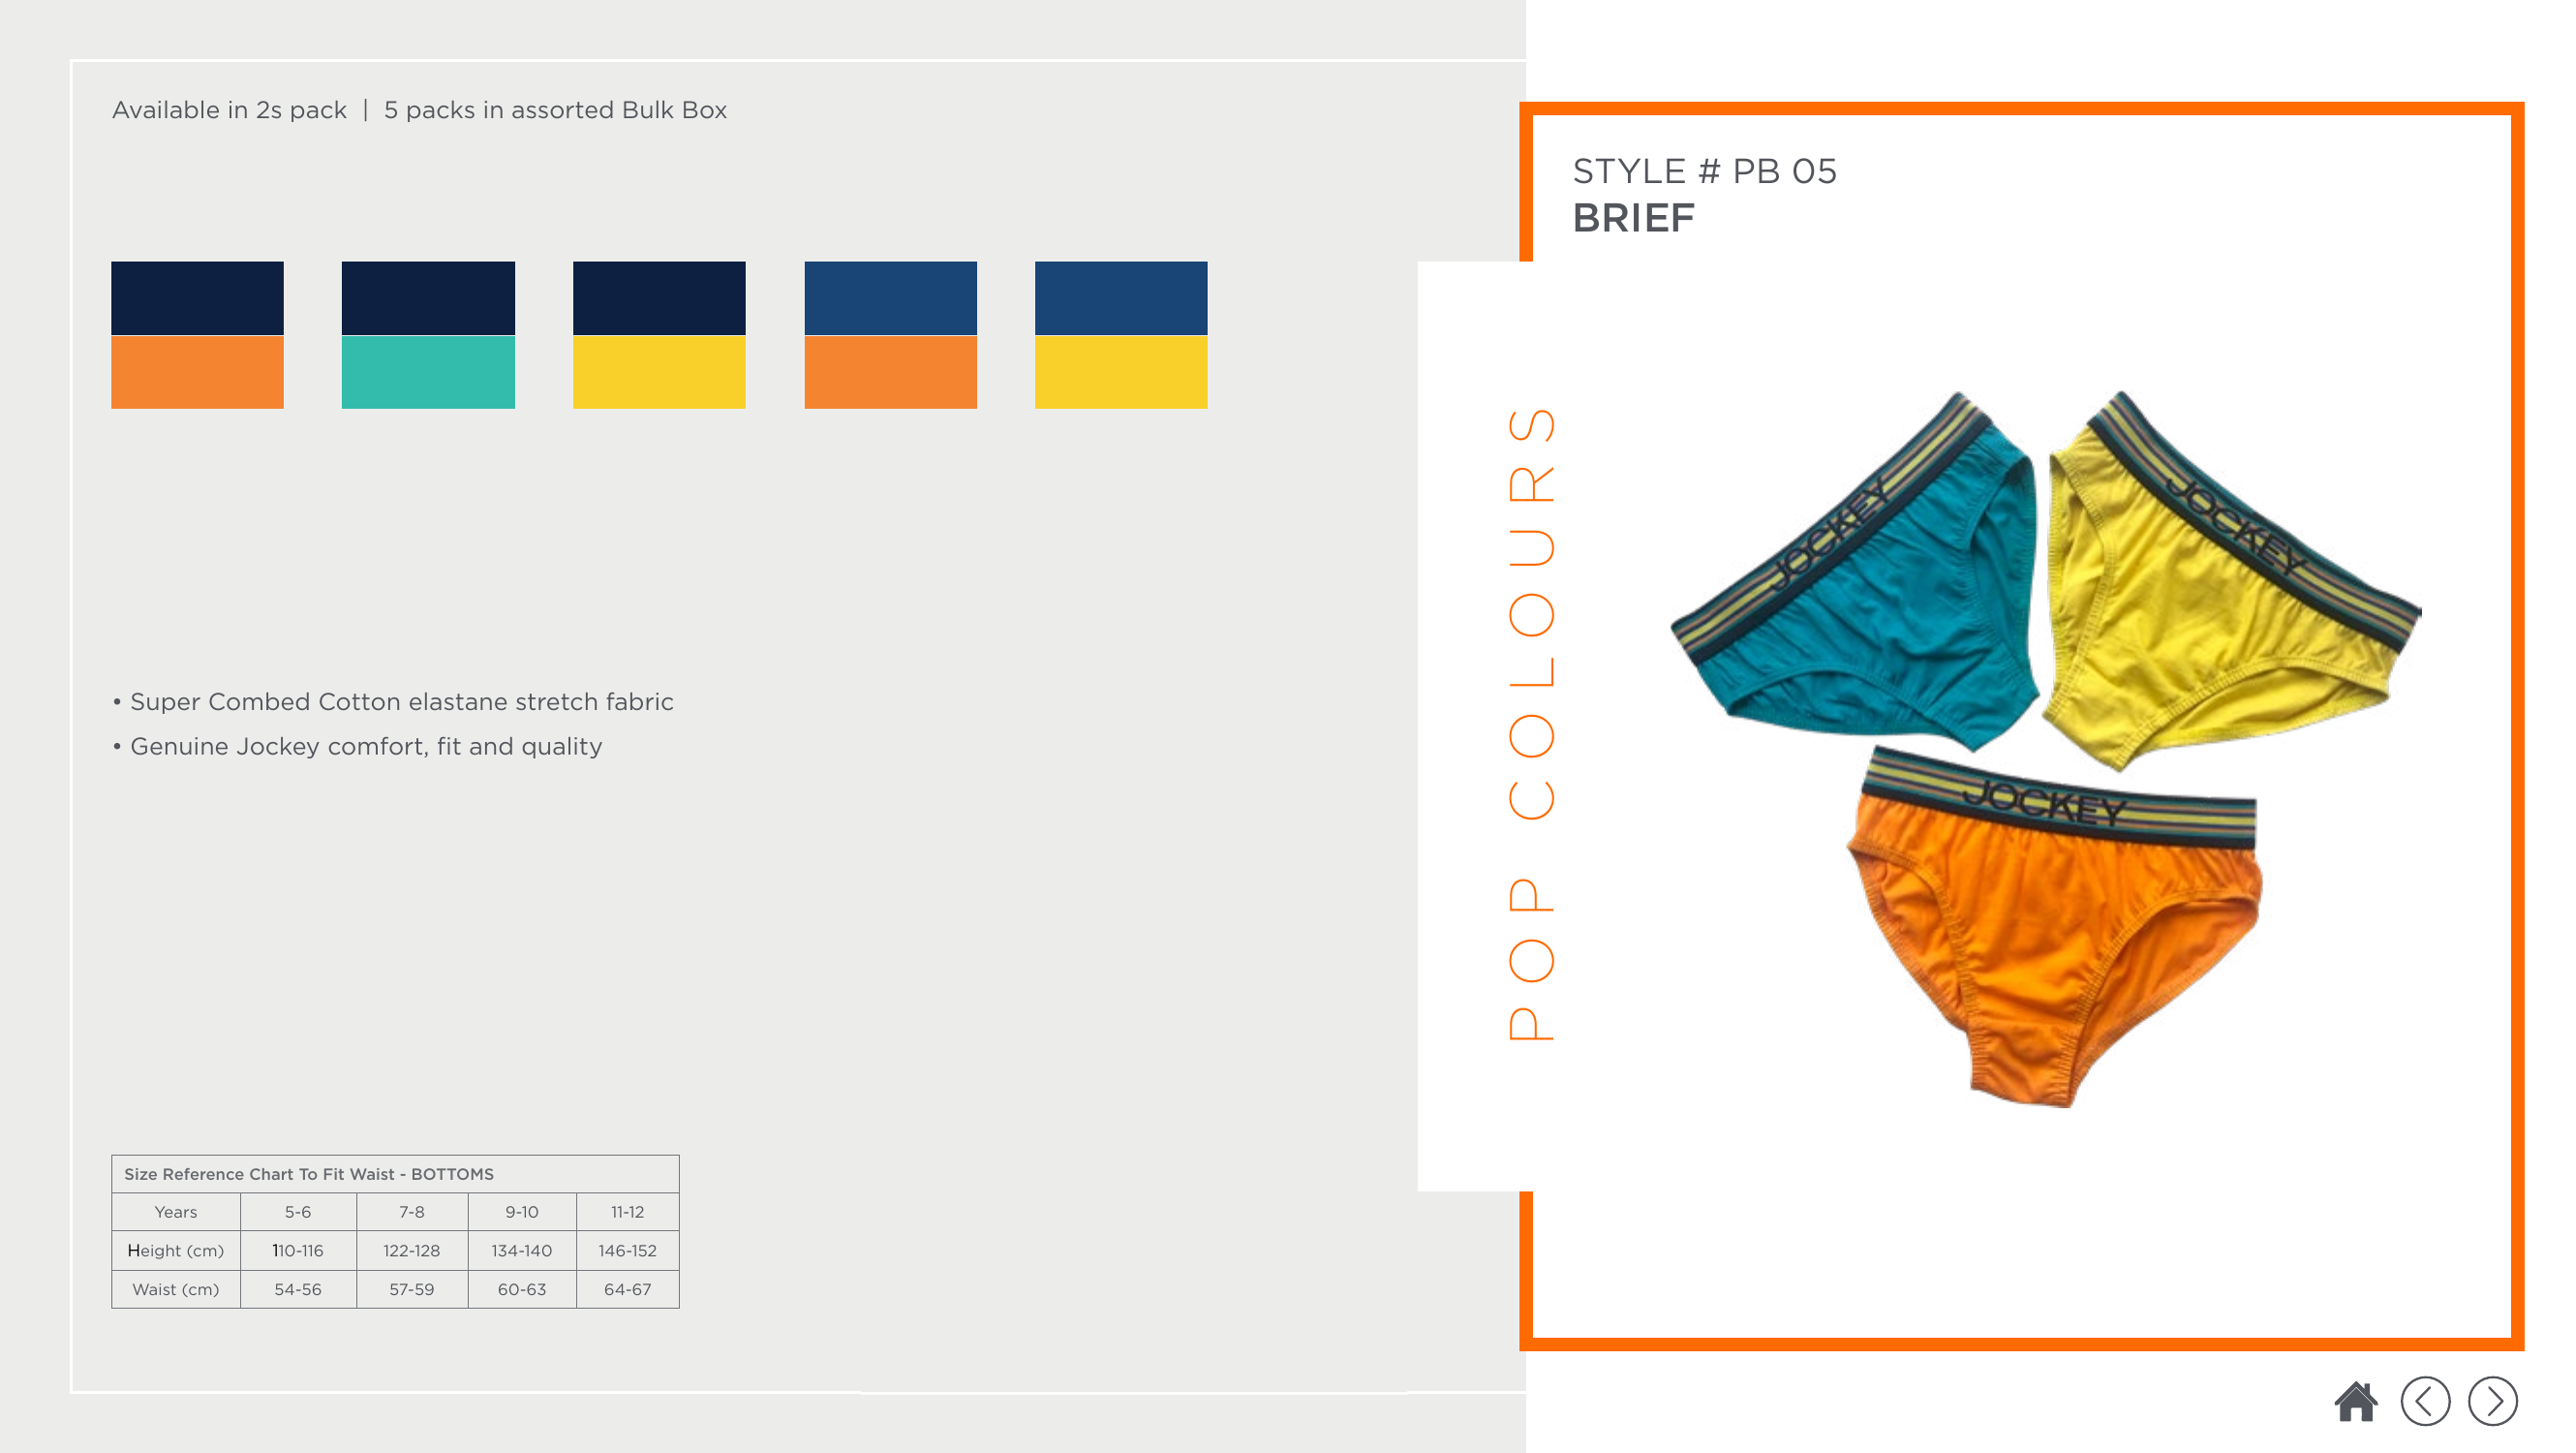 Available in 2s pack | 5 packs in assorted Bulk Box
• Super Combed Cotton elastane stretch fabric
• Genuine Jockey comfort, fit and quality
Size Reference Chart To Fit Waist - BOTTOMS
Years 5-6 7-8 9-10 11-12
Height (cm) 110-116 122-128 134-140 146-152
Waist (cm) 54-56 57-59 60-63 64-67
STYLE # PB 05
BRIEF
POP COLOURS
JOCKEY
JOCKEY
JOCKEY